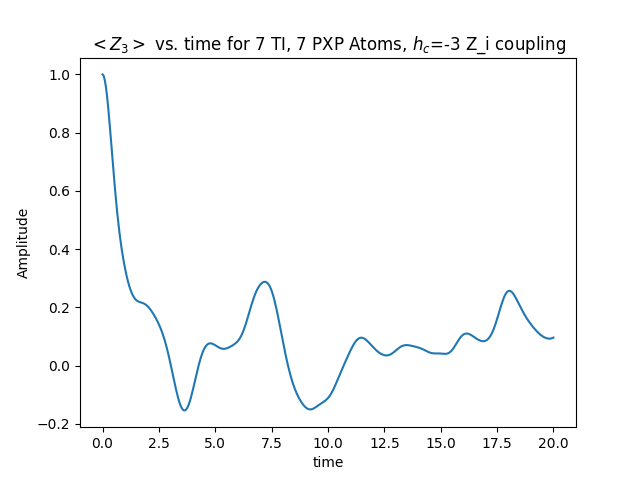 < Z₃ > vs. time for 7 TI, 7 PXP Atoms, h_c=-3 Z_i coupling
Amplitude
1.0
0.8
0.6
0.4
0.2
0.0
−0.2
0.0 2.5 5.0 7.5 10.0 12.5 15.0 17.5 20.0
time